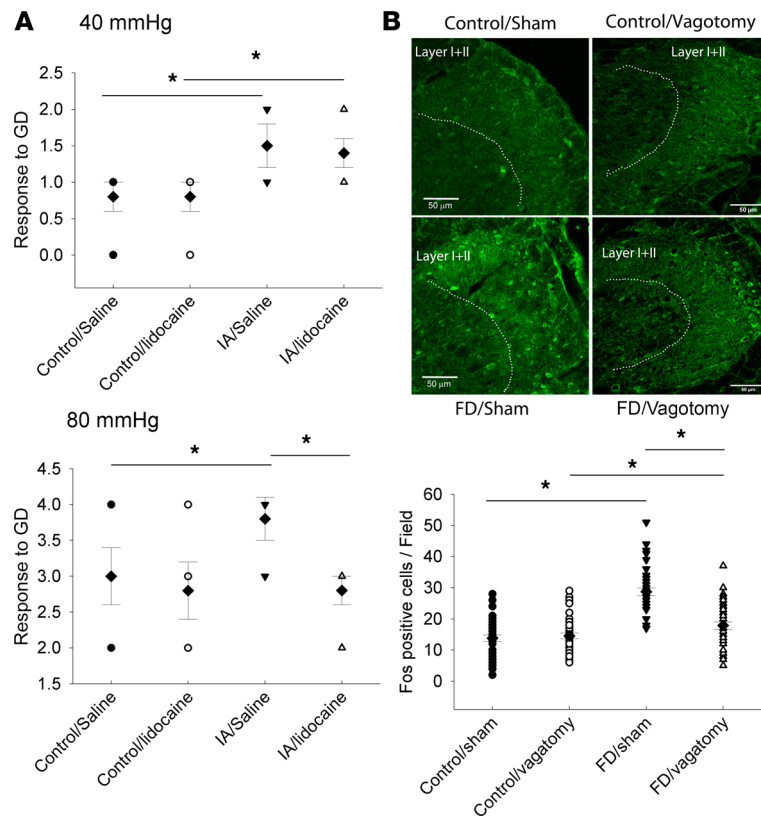 A
40 mmHg
*
*
Response to GD
2.5
2.0
1.5
1.0
0.5
0.0
Control/Saline
Control/lidocaine
IA/Saline
IA/lidocaine
80 mmHg
*
*
Response to GD
4.5
4.0
3.5
3.0
2.5
2.0
1.5
Control/Saline
Control/lidocaine
IA/Saline
IA/lidocaine
B
Control/Sham
Control/Vagotomy
Layer I+II
50 μm
Layer I+II
50 μm
Layer I+II
50 μm
Layer I+II
50 μm
FD/Sham
FD/Vagotomy
*
*
*
Fos positive cells / Field
60
50
40
30
20
10
0
Control/sham
Control/vagatomy
FD/sham
FD/vagatomy